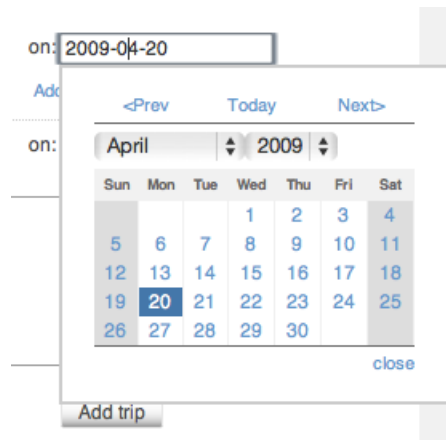 on: 2009-04-20
Add
<Prev Today Next>
on: April 2009
Sun Mon Tue Wed Thu Fri Sat
1 2 3 4
5 6 7 8 9 10 11
12 13 14 15 16 17 18
19 20 21 22 23 24 25
26 27 28 29 30
close
Add trip